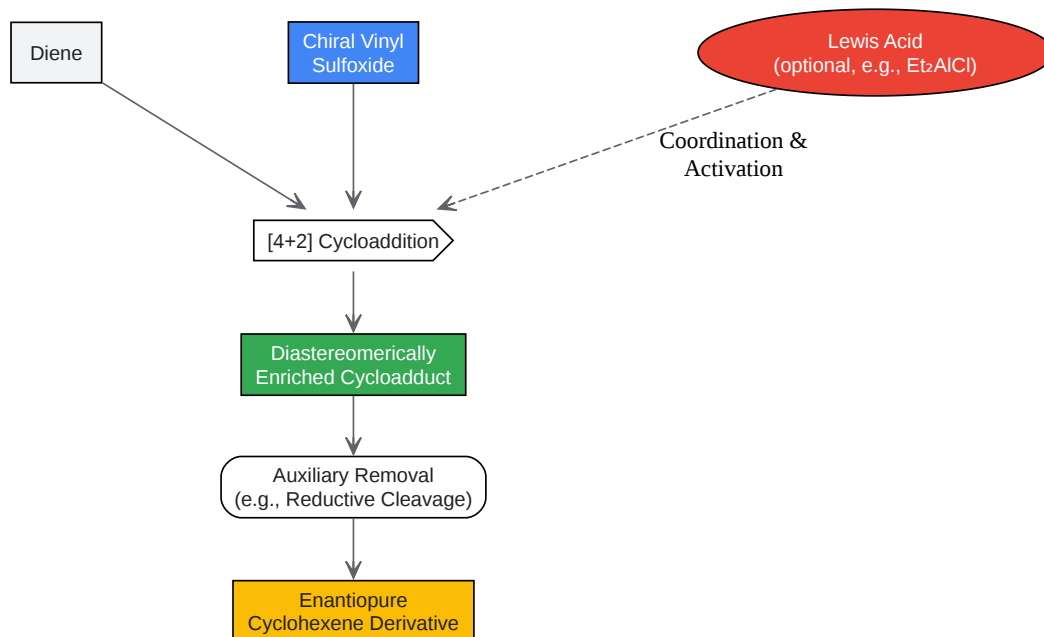 Diene
Chiral Vinyl
Sulfoxide
Lewis Acid
(optional, e.g., Et₂AlCl)
Coordination &
Activation
[4+2] Cycloaddition
Diastereomerically
Enriched Cycloadduct
Auxiliary Removal
(e.g., Reductive Cleavage)
Enantiopure
Cyclohexene Derivative